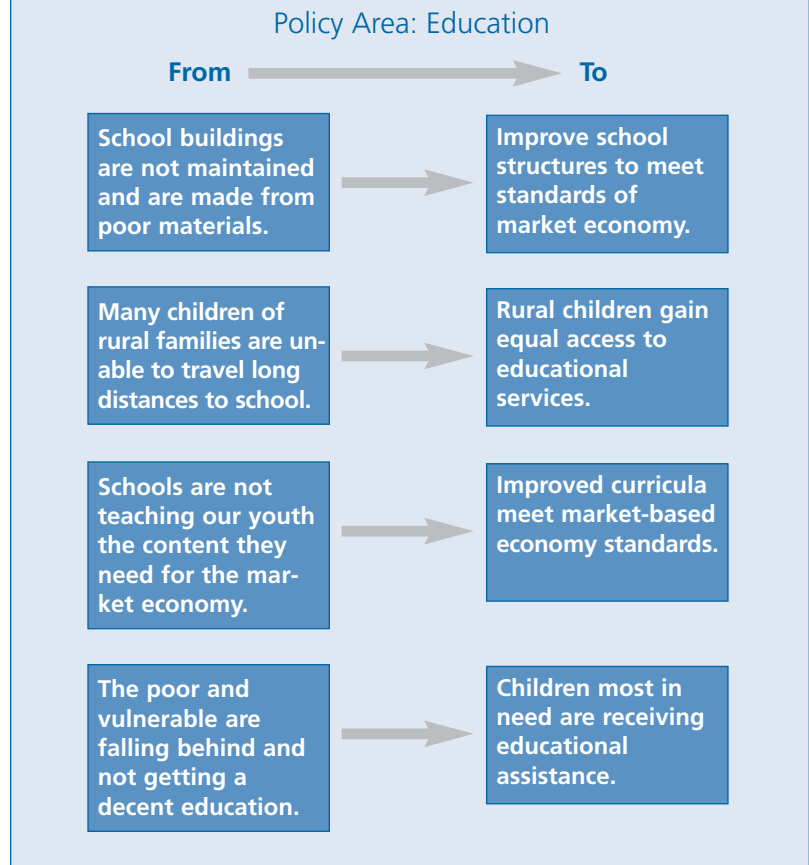 Policy Area: Education
From To
School buildings
are not maintained
and are made from
poor materials.
Improve school
structures to meet
standards of
market economy.
Many children of
rural families are un-
able to travel long
distances to school.
Rural children gain
equal access to
educational
services.
Schools are not
teaching our youth
the content they
need for the mar-
ket economy.
Improved curricula
meet market-based
economy standards.
The poor and
vulnerable are
falling behind and
not getting a
decent education.
Children most in
need are receiving
educational
assistance.